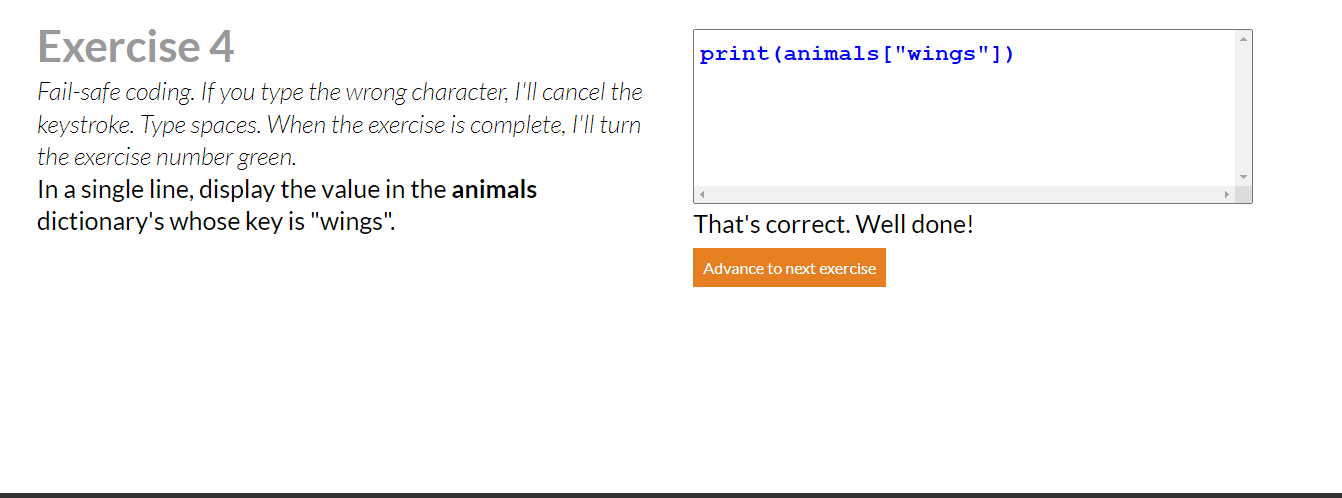 Exercise 4
Fail-safe coding. If you type the wrong character, I'll cancel the
keystroke. Type spaces. When the exercise is complete, I'll turn
the exercise number green.
In a single line, display the value in the animals
dictionary's whose key is "wings".
print(animals["wings"])
That's correct. Well done!
Advance to next exercise